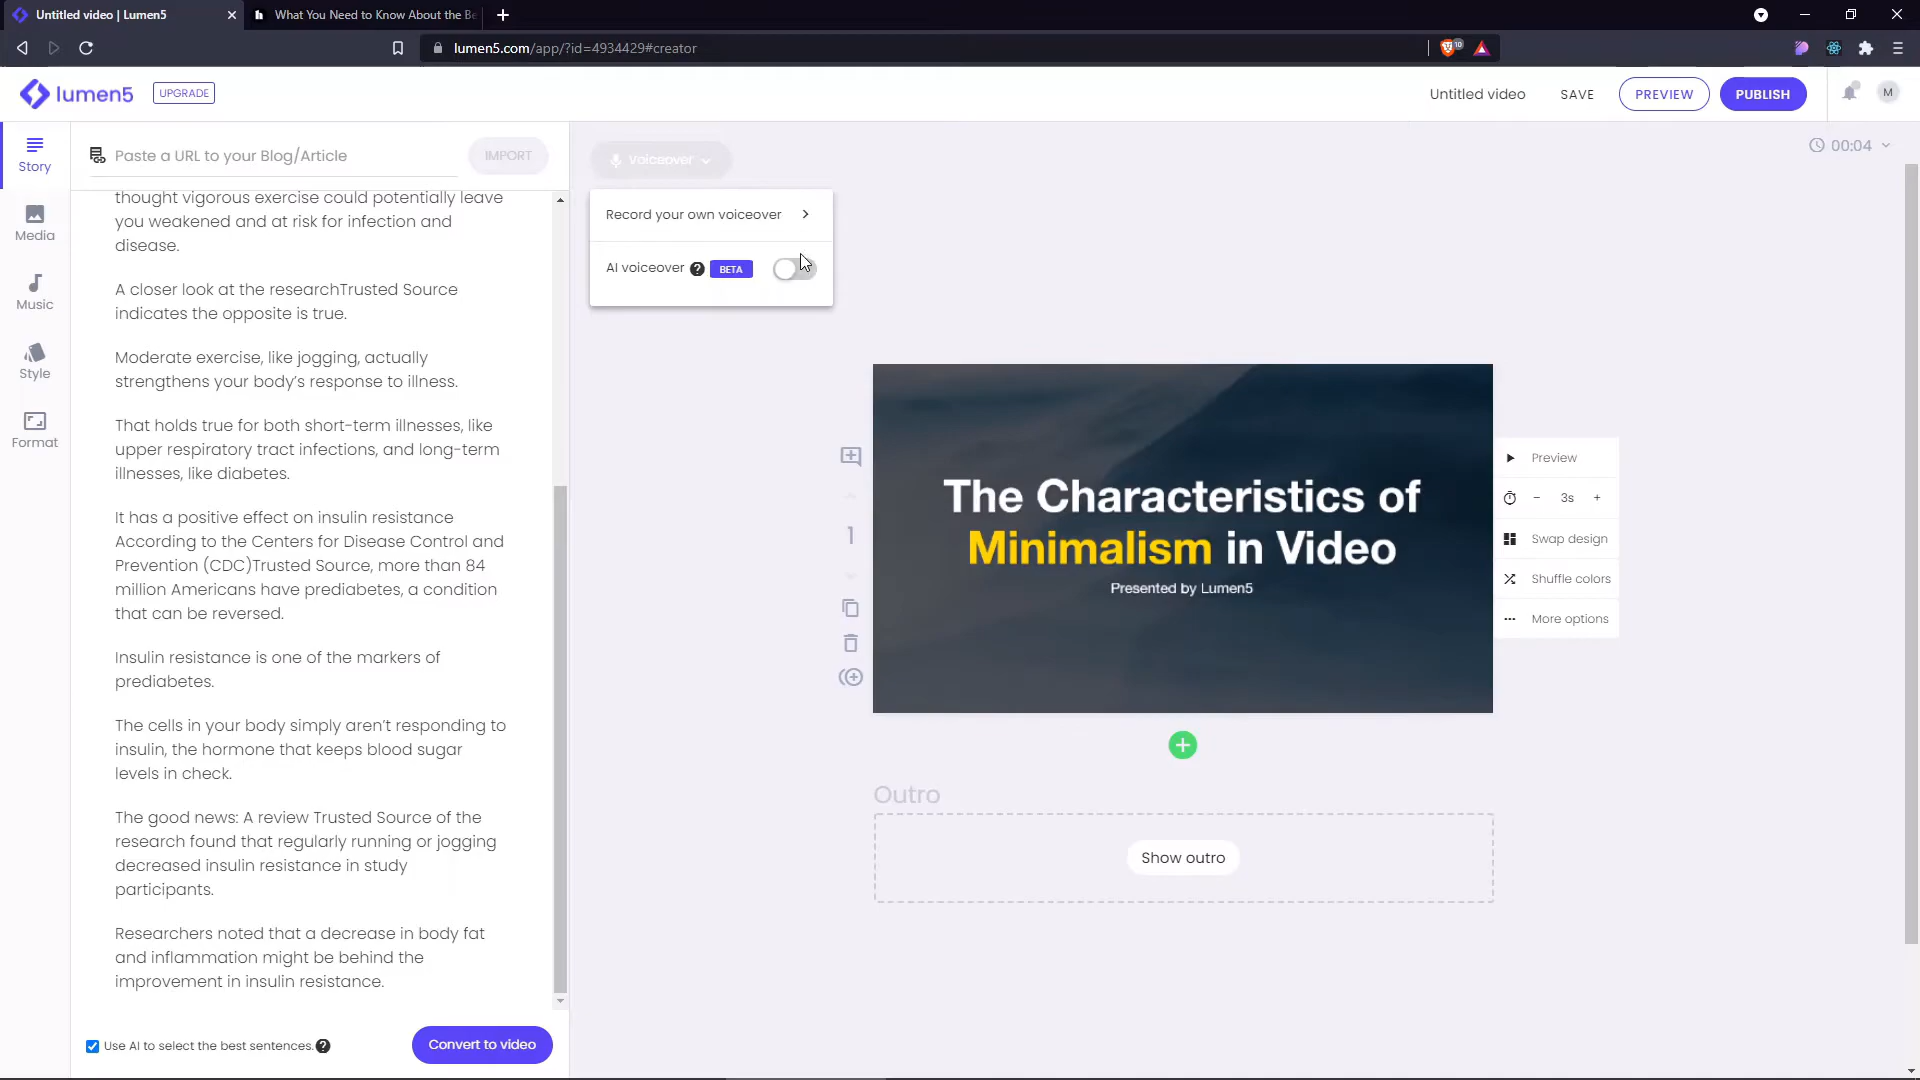 Untitled video | Lumen5
What You Need to Know About the Be
lumen5.com/app/?id=4934429#creator
10
lumen5
UPGRADE
Untitled video
SAVE
PREVIEW
PUBLISH
M
Story
Media
Music
Style
Format
Paste a URL to your Blog/Article
IMPORT
thought vigorous exercise could potentially leave
you weakened and at risk for infection and
disease.
A closer look at the researchTrusted Source
indicates the opposite is true.
Moderate exercise, like jogging, actually
strengthens your body’s response to illness.
That holds true for both short-term illnesses, like
upper respiratory tract infections, and long-term
illnesses, like diabetes.
It has a positive effect on insulin resistance
According to the Centers for Disease Control and
Prevention (CDC)Trusted Source, more than 84
million Americans have prediabetes, a condition
that can be reversed.
Insulin resistance is one of the markers of
prediabetes.
The cells in your body simply aren’t responding to
insulin, the hormone that keeps blood sugar
levels in check.
The good news: A review Trusted Source of the
research found that regularly running or jogging
decreased insulin resistance in study
participants.
Researchers noted that a decrease in body fat
and inflammation might be behind the
improvement in insulin resistance.
Use AI to select the best sentences.
Convert to video
Voiceover
Record your own voiceover
AI voiceover
BETA
00:04
1
The Characteristics of
Minimalism in Video
Presented by Lumen5
Preview
− 3s +
Swap design
Shuffle colors
More options
Outro
Show outro